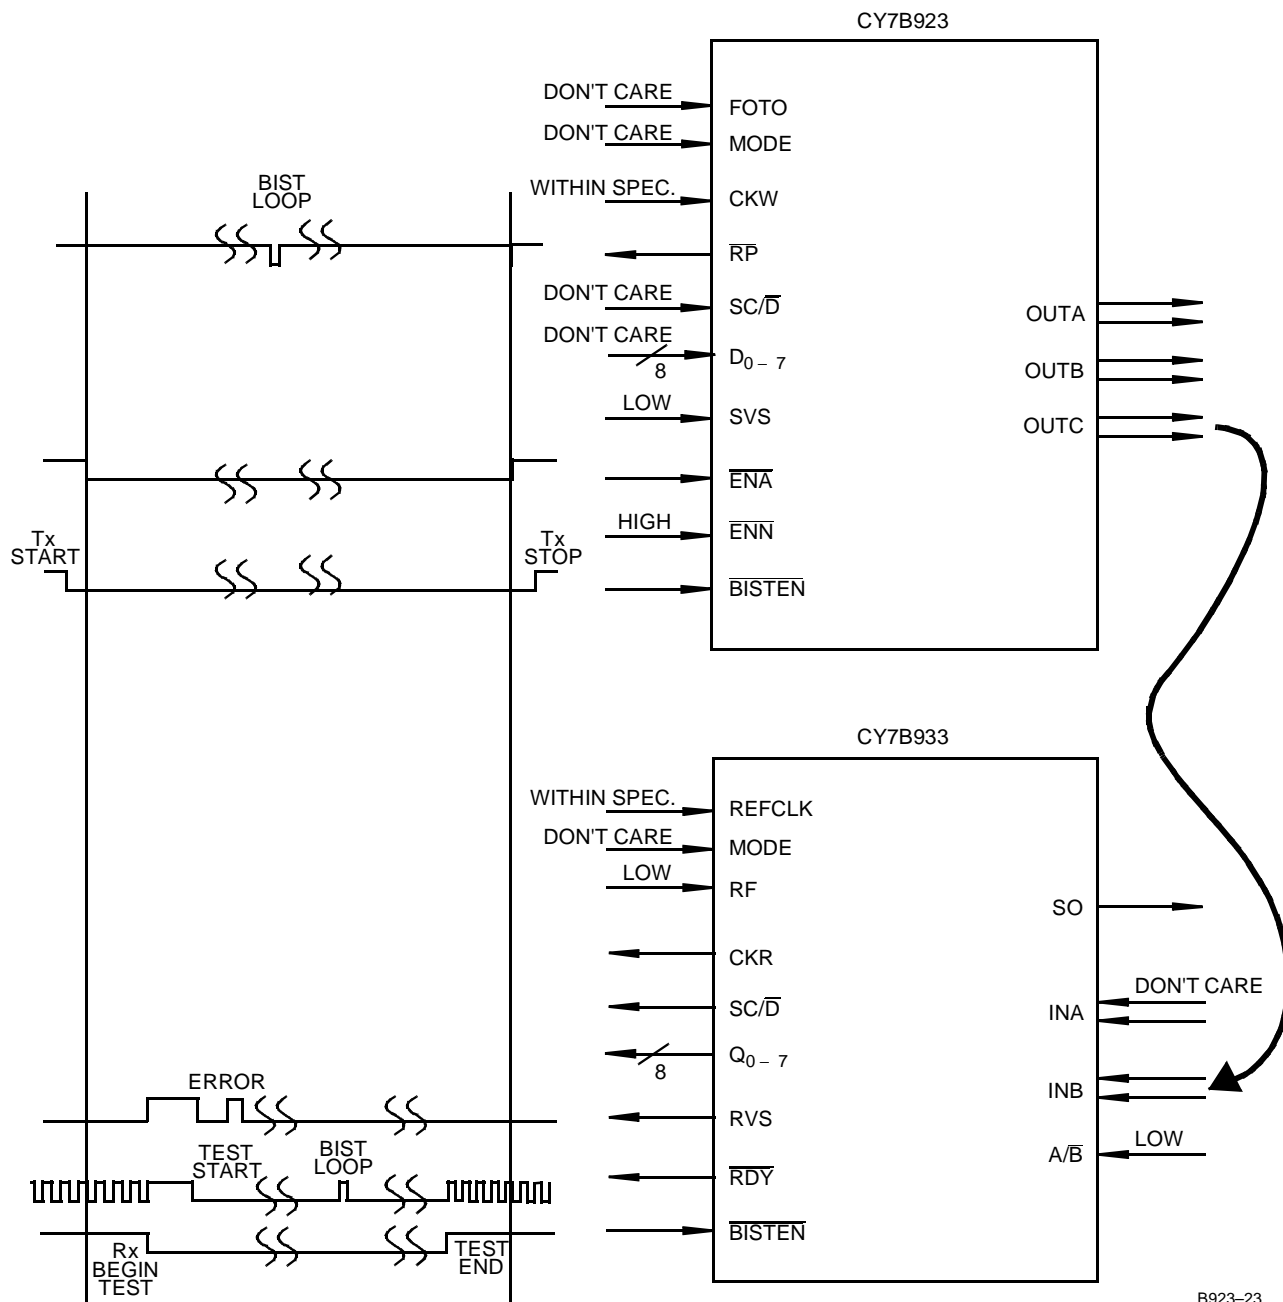 CY7B923
DON'T CARE
FOTO
DON'T CARE
MODE
BIST
LOOP
WITHIN SPEC.
CKW
RP
DON'T CARE
SC/D
OUTA
DON'T CARE
D0 – 7
8
OUTB
LOW
SVS
OUTC
ENA
Tx
START
Tx
STOP
HIGH
ENN
BISTEN
CY7B933
WITHIN SPEC.
REFCLK
DON'T CARE
MODE
LOW
RF
SO
CKR
DON'T CARE
SC/D
INA
Q0 – 7
8
ERROR
INB
RVS
LOW
A/B
TEST
START
BIST
LOOP
RDY
BISTEN
Rx
BEGIN
TEST
TEST
END
B923–23